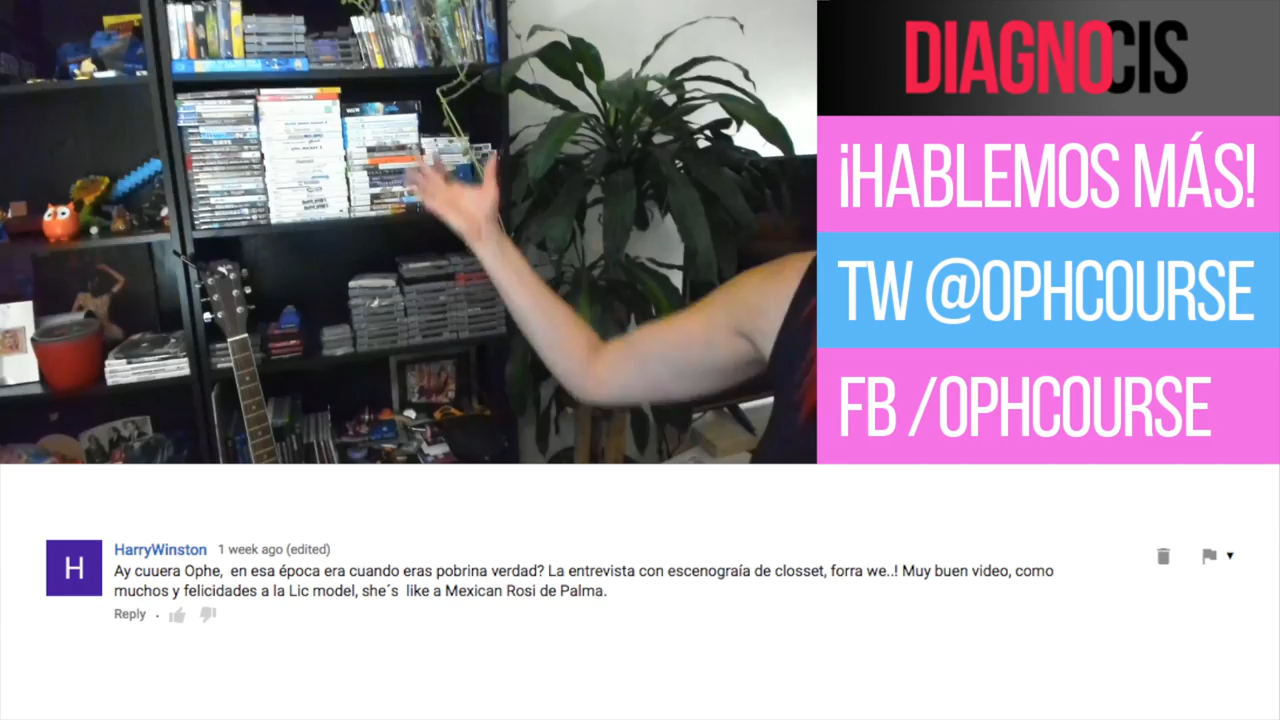 DIAGNOCIS
¡HABLEMOS MÁS!
TW @OPHCOURSE
FB /OPHCOURSE
H
HarryWinston 1 week ago (edited)
Ay cuuera Ophe, en esa época era cuando eras pobrina verdad? La entrevista con escenograía de closset, forra we..! Muy buen video, como
muchos y felicidades a la Lic model, she´s like a Mexican Rosi de Palma.
Reply